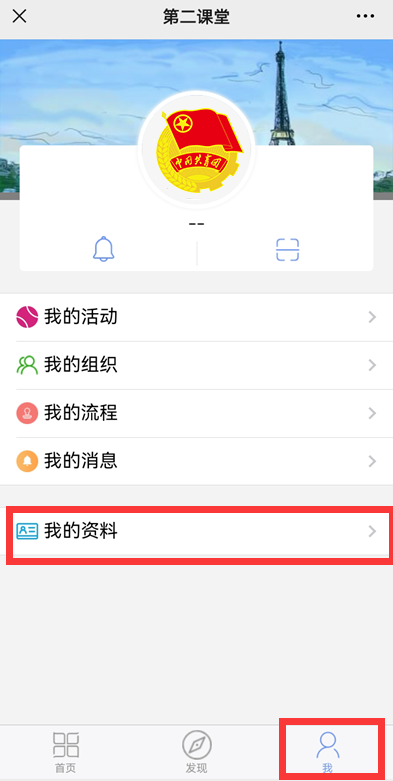 第二课堂
中国共青团
--
我的活动
我的组织
我的流程
我的消息
我的资料
首页
发现
我